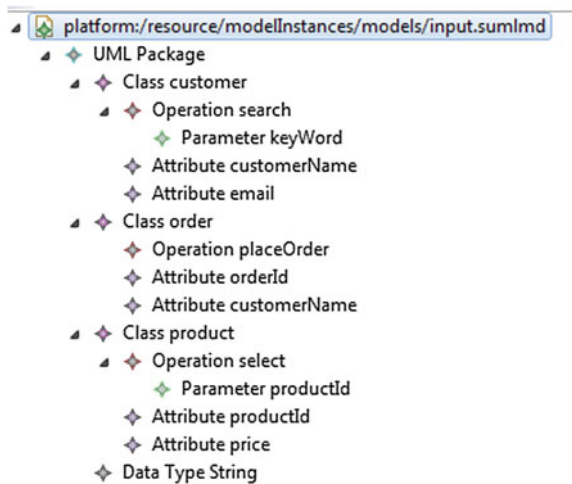 platform:/resource/modelInstances/models/input.sumlmd
UML Package
Class customer
Operation search
Parameter keyWord
Attribute customerName
Attribute email
Class order
Operation placeOrder
Attribute orderId
Attribute customerName
Class product
Operation select
Parameter productId
Attribute productId
Attribute price
Data Type String